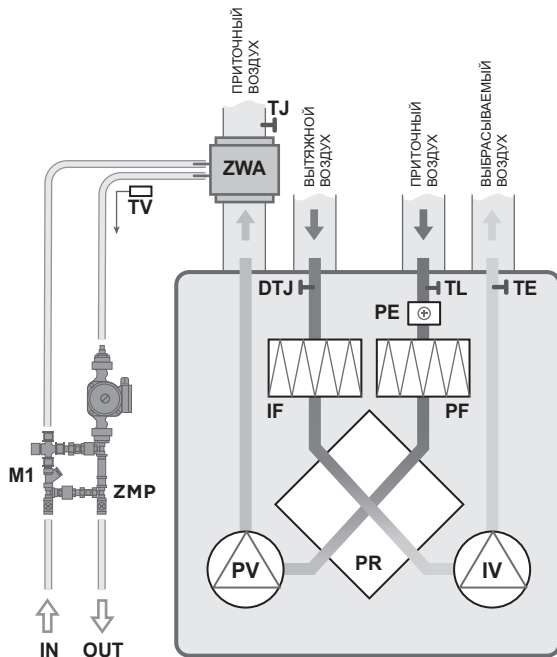 ПРИТОЧНЫЙ
ВОЗДУХ
TJ
ZWA
TV
ВЫТЯЖНОЙ
ВОЗДУХ
ПРИТОЧНЫЙ
ВОЗДУХ
ВЫБРАСЫВАЕМЫЙ
ВОЗДУХ
DTJ
TL
TE
PE
IF
PF
M1
ZMP
PV
PR
IV
IN
OUT